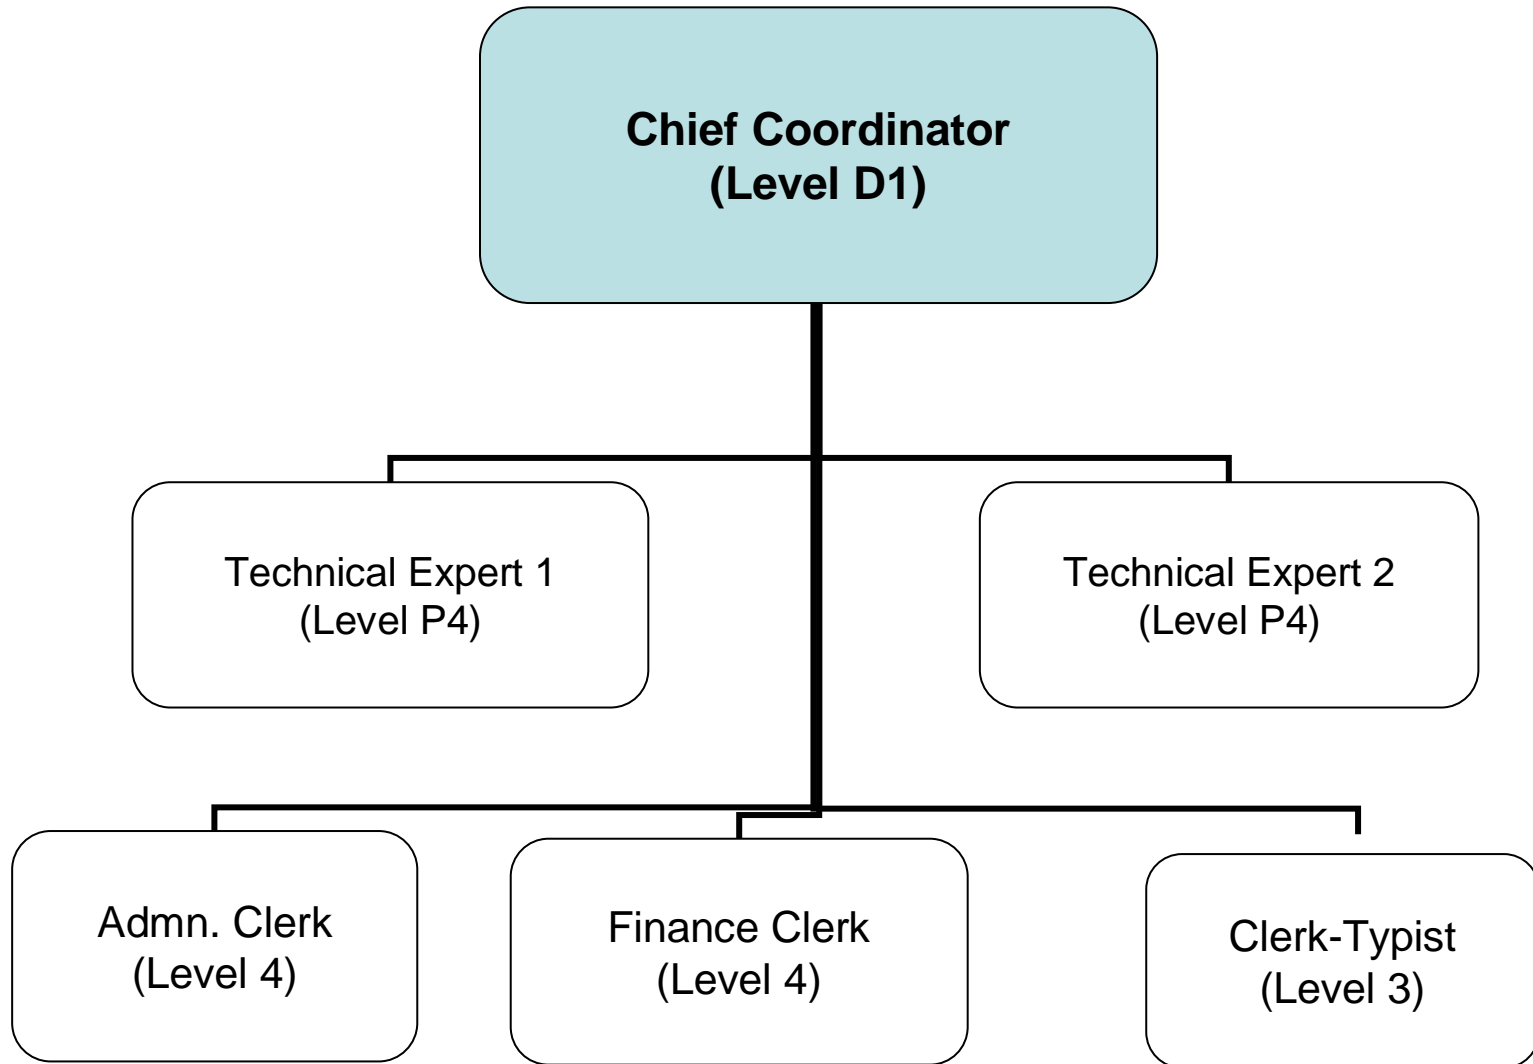 Chief Coordinator
(Level D1)
Technical Expert 1
(Level P4)
Technical Expert 2
(Level P4)
Admn. Clerk
(Level 4)
Finance Clerk
(Level 4)
Clerk-Typist
(Level 3)